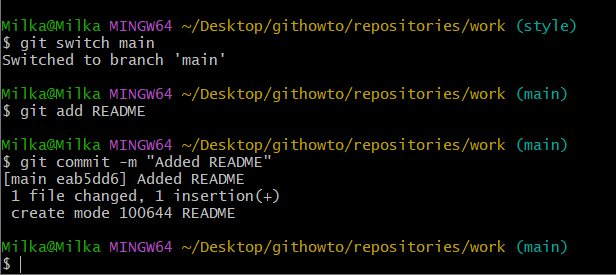 Milka@Milka MINGW64 ~/Desktop/githowto/repositories/work (style)
$ git switch main
Switched to branch 'main'
Milka@Milka MINGW64 ~/Desktop/githowto/repositories/work (main)
$ git add README
Milka@Milka MINGW64 ~/Desktop/githowto/repositories/work (main)
$ git commit -m "Added README"
[main eab5dd6] Added README
 1 file changed, 1 insertion(+)
 create mode 100644 README
Milka@Milka MINGW64 ~/Desktop/githowto/repositories/work (main)
$